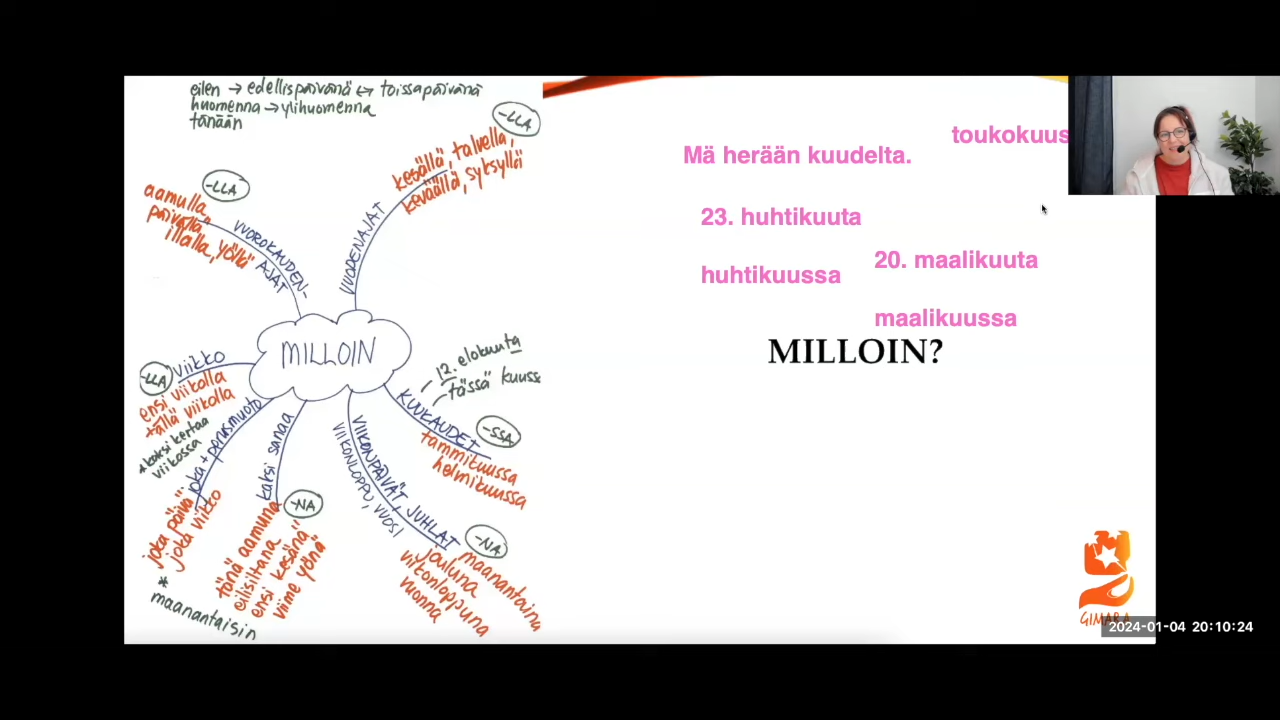 eilen → edellispäivänä ↔ toissapäivänä
huomenna → ylihuomenna
tänään
-LLA
kesällä, talvella,
keväällä, syksyllä
VUODENAJAT
-LLA
aamulla,
päivällä,
illalla, yöllä
VUOROKAUDEN-
AJAT
MILLOIN
viikko
-LLA
ensi viikolla
tällä viikolla
*kaksi kertaa
viikossa
joka + perusmuoto
joka päivä
joka viikko
*
maanantaisin
kaksi sanaa
-NA
tänä aamuna
eilisiltana
ensi kesänä
viime yönä
VIIKONPÄIVÄT, JUHLAT
VIIKONLOPPU, VUOSI
-NA
maanantaina
jouluna
viikonloppuna
vuonna
KUUKAUDET
12. elokuuta
tässä kuuss
-SSA
tammikuussa
helmikuussa
toukokuus
Mä herään kuudelta.
23. huhtikuuta
20. maalikuuta
huhtikuussa
maalikuussa
MILLOIN?
GIMARA
2024-01-04 20:10:24